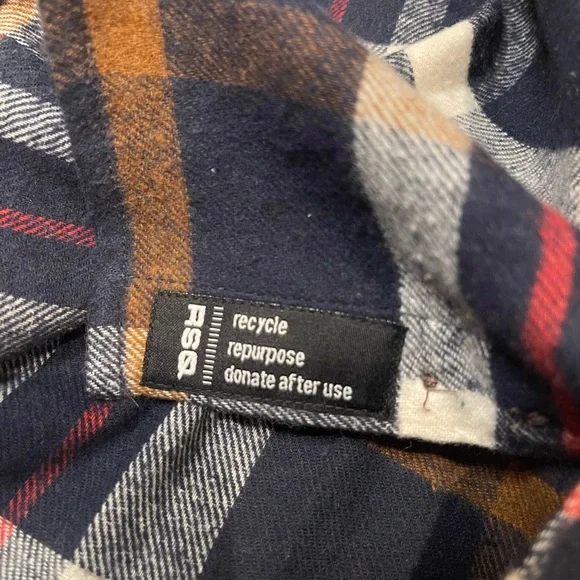 RSQ
recycle
repurpose
donate after use